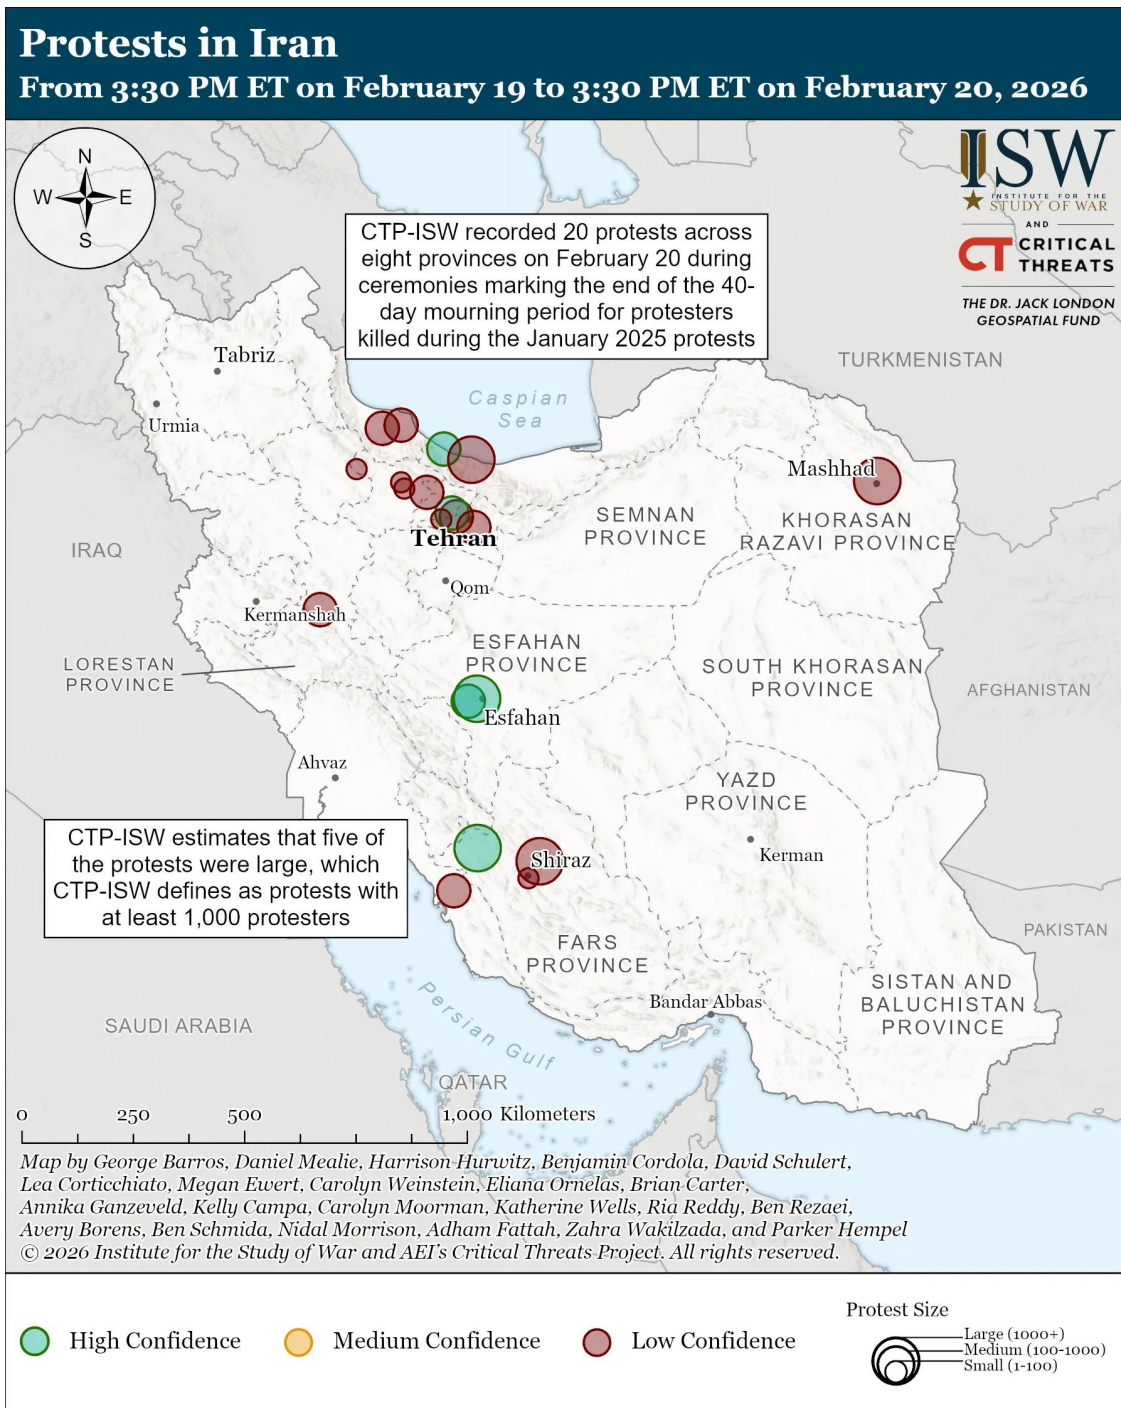 Protests in Iran
From 3:30 PM ET on February 19 to 3:30 PM ET on February 20, 2026
N
W
E
S
ISW
INSTITUTE FOR THE
STUDY OF WAR
AND
CT CRITICAL
THREATS
THE DR. JACK LONDON
GEOSPATIAL FUND
CTP-ISW recorded 20 protests across
eight provinces on February 20 during
ceremonies marking the end of the 40-
day mourning period for protesters
killed during the January 2025 protests
TURKMENISTAN
Tabriz
Caspian
Sea
Urmia
Mashhad
SEMNAN
PROVINCE
KHORASAN
RAZAVI PROVINCE
Tehran
IRAQ
Qom
Kermanshah
ESFAHAN
PROVINCE
LORESTAN
PROVINCE
SOUTH KHORASAN
PROVINCE
AFGHANISTAN
Esfahan
Ahvaz
YAZD
PROVINCE
CTP-ISW estimates that five of
the protests were large, which
CTP-ISW defines as protests with
at least 1,000 protesters
Kerman
Shiraz
PAKISTAN
FARS
PROVINCE
SISTAN AND
BALUCHISTAN
PROVINCE
Bandar Abbas
SAUDI ARABIA
Persian Gulf
QATAR
0 250 500 1,000 Kilometers
Map by George Barros, Daniel Mealie, Harrison Hurwitz, Benjamin Cordola, David Schulert,
Lea Corticchiato, Megan Ewert, Carolyn Weinstein, Eliana Ornelas, Brian Carter,
Annika Ganzeveld, Kelly Campa, Carolyn Moorman, Katherine Wells, Ria Reddy, Ben Rezaei,
Avery Borens, Ben Schmida, Nidal Morrison, Adham Fattah, Zahra Wakilzada, and Parker Hempel
© 2026 Institute for the Study of War and AEI's Critical Threats Project. All rights reserved.
High Confidence
Medium Confidence
Low Confidence
Protest Size
Large (1000+)
Medium (100-1000)
Small (1-100)